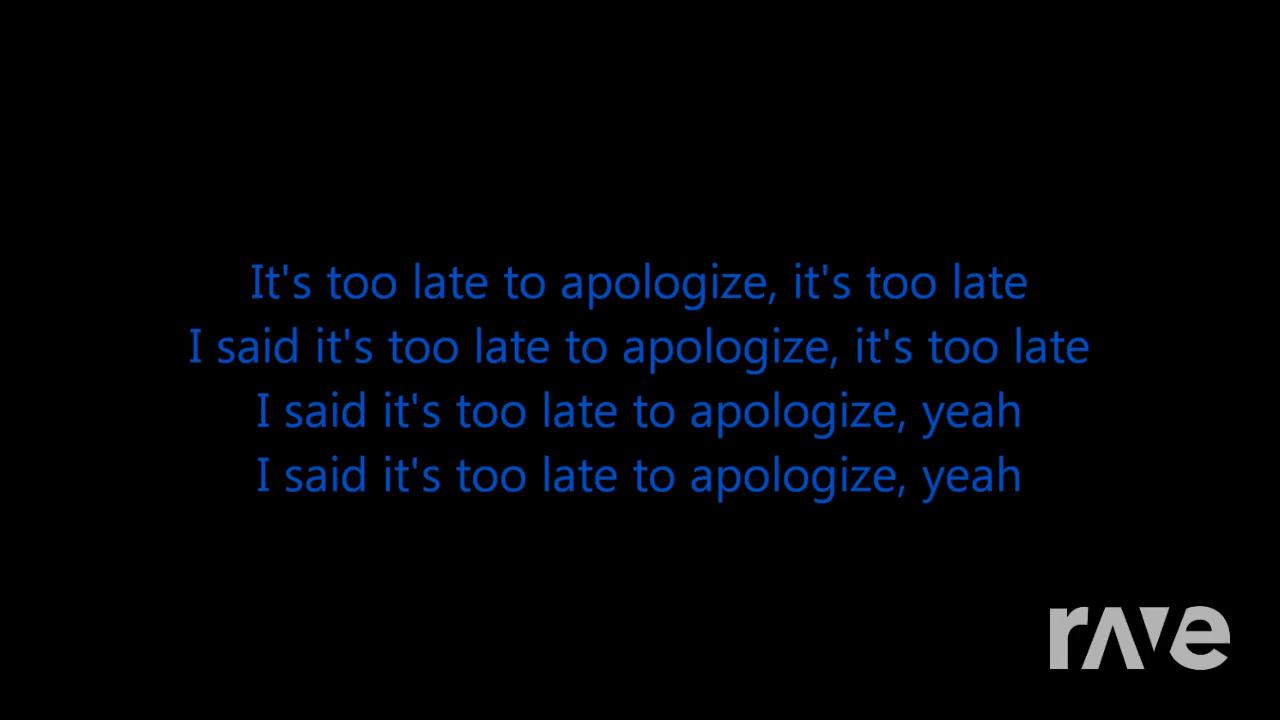 It's too late to apologize, it's too late
I said it's too late to apologize, it's too late
I said it's too late to apologize, yeah
I said it's too late to apologize, yeah
rave